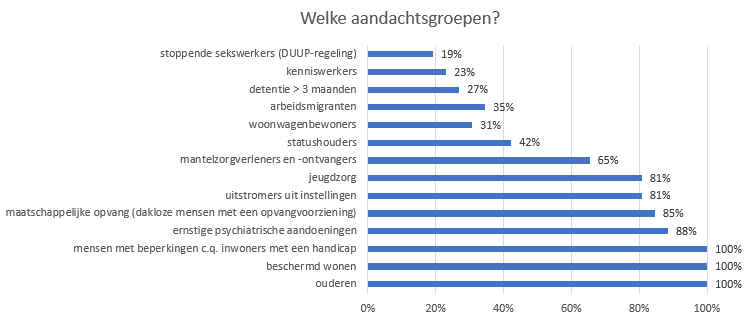 Welke aandachtsgroepen?
stoppende sekswerkers (DUUP-regeling) 19%
kenniswerkers 23%
detentie > 3 maanden 27%
arbeidsmigranten 35%
woonwagenbewoners 31%
statushouders 42%
mantelzorgverleners en -ontvangers 65%
jeugdzorg 81%
uitstromers uit instellingen 81%
maatschappelijke opvang (dakloze mensen met een opvangvoorziening) 85%
ernstige psychiatrische aandoeningen 88%
mensen met beperkingen c.q. inwoners met een handicap 100%
beschermd wonen 100%
ouderen 100%
0% 20% 40% 60% 80% 100%